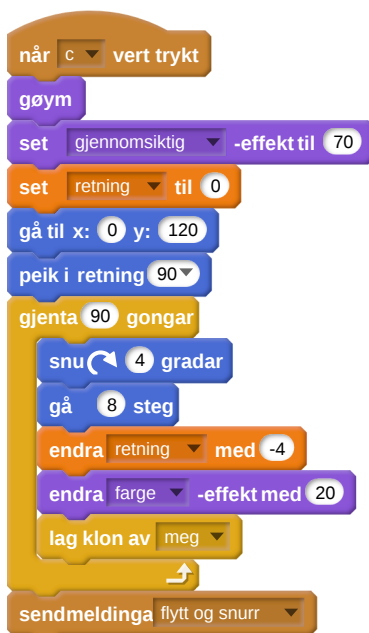 når c vert trykt
gøym
set gjennomsiktig -effekt til 70
set retning til 0
gå til x: 0 y: 120
peik i retning 90
gjenta 90 gongar
snu 4 gradar
gå 8 steg
endra retning med -4
endra farge -effekt med 20
lag klon av meg
sendmeldinga flytt og snurr